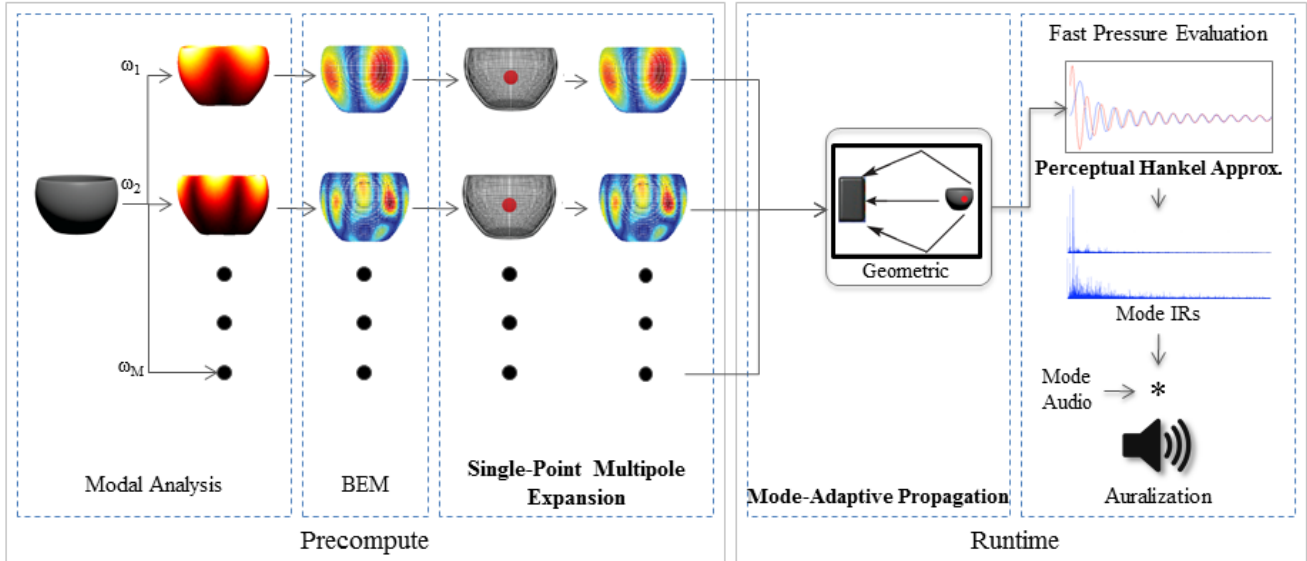 ω1
ω2
ωM
Modal Analysis
BEM
Single-Point Multipole
Expansion
Precompute
Geometric
Mode-Adaptive Propagation
Fast Pressure Evaluation
Perceptual Hankel Approx.
Mode IRs
Mode
Audio
*
Auralization
Runtime